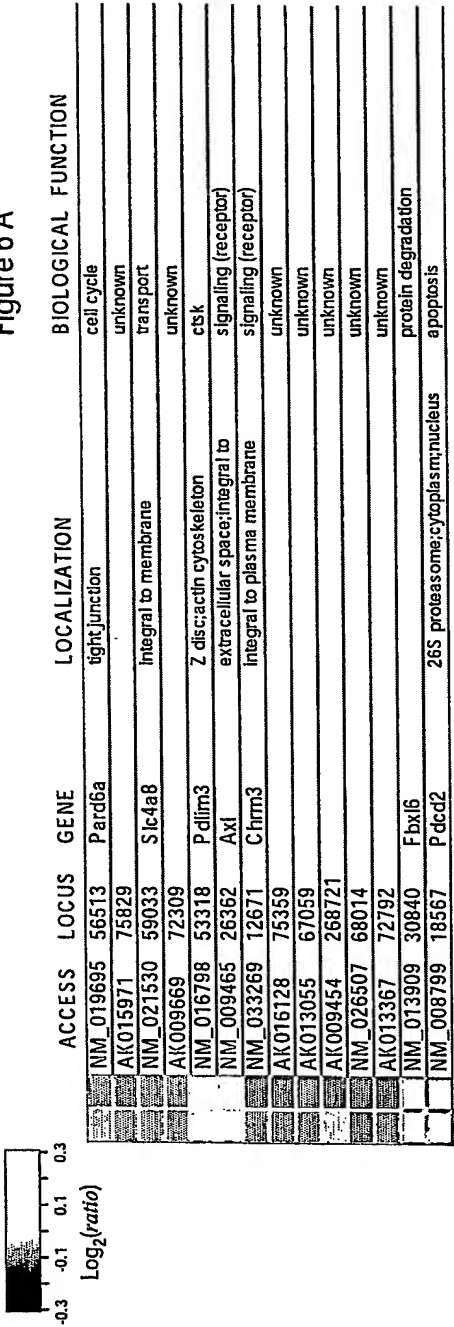 Figure 6 A
-0.3 -0.1 0.1 0.3
Log2(ratio)
ACCESS LOCUS GENE LOCALIZATION BIOLOGICAL FUNCTION
NM_019695 56513 Pard6a tight junction cell cycle
AK015971 75829 unknown
NM_021530 59033 Slc4a8 integral to membrane transport
AK009669 72309 unknown
NM_016798 53318 Pdlim3 Z disc;actin cytoskeleton ctsk
NM_009465 26362 Axl extracellular space;integral to signaling (receptor)
NM_033269 12671 Chrm3 integral to plasma membrane signaling (receptor)
AK016128 75359 unknown
AK013055 67059 unknown
AK009454 268721 unknown
NM_026507 68014 unknown
AK013367 72792 unknown
NM_013909 30840 Fbxl6 protein degradation
NM_008799 18567 Pdcd2 26S proteasome;cytoplasm;nucleus apoptosis